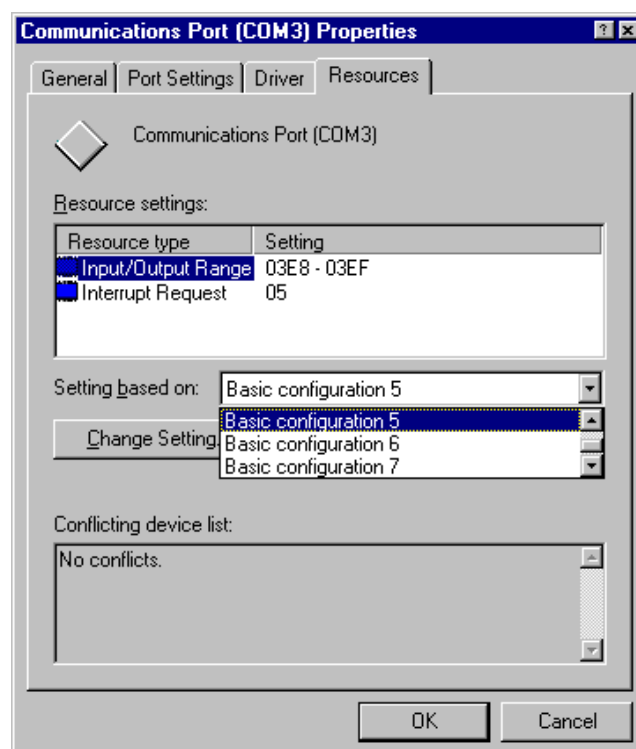 Communications Port (COM3) Properties
General Port Settings Driver Resources
Communications Port (COM3)
Resource settings:
Resource type Setting
Input/Output Range 03E8 - 03EF
Interrupt Request 05
Setting based on: Basic configuration 5
Basic configuration 5
Change Setting. Basic configuration 6
Basic configuration 7
Conflicting device list:
No conflicts.
OK Cancel